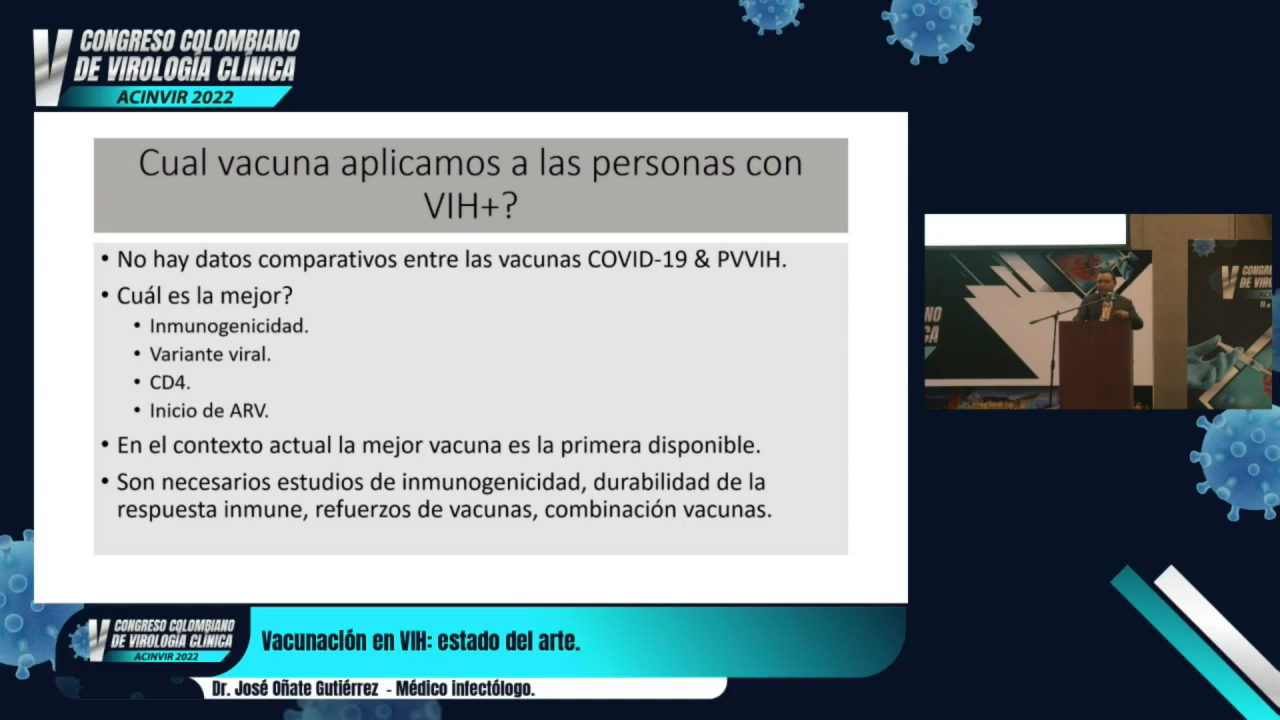 V CONGRESO COLOMBIANO
DE VIROLOGÍA CLÍNICA
ACINVIR 2022
Cual vacuna aplicamos a las personas con
VIH+?
• No hay datos comparativos entre las vacunas COVID-19 & PVVIH.
• Cuál es la mejor?
• Inmunogenicidad.
• Variante viral.
• CD4.
• Inicio de ARV.
• En el contexto actual la mejor vacuna es la primera disponible.
• Son necesarios estudios de inmunogenicidad, durabilidad de la
respuesta inmune, refuerzos de vacunas, combinación vacunas.
V CONGRESO COLOMBIANO
DE VIROLOGÍA CLÍNICA
ACINVIR 2022
Vacunación en VIH: estado del arte.
Dr. José Oñate Gutiérrez - Médico infectólogo.